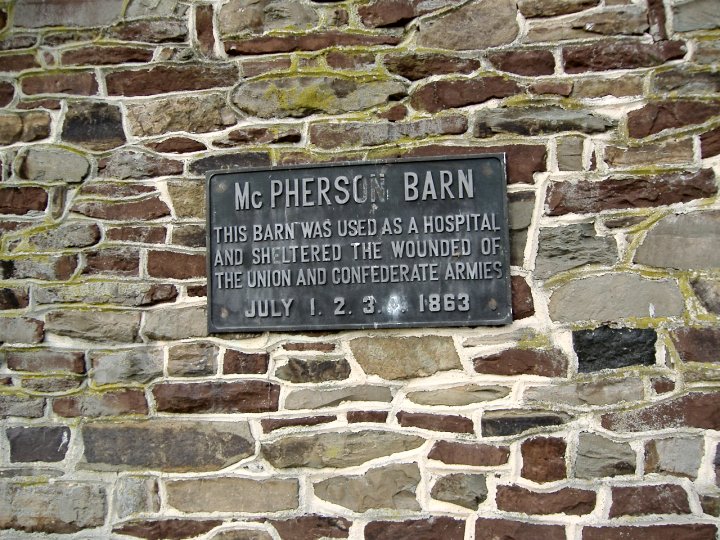 McPHERSON BARN
THIS BARN WAS USED AS A HOSPITAL
AND SHELTERED THE WOUNDED OF
THE UNION AND CONFEDERATE ARMIES
JULY 1. 2. 3. 1863